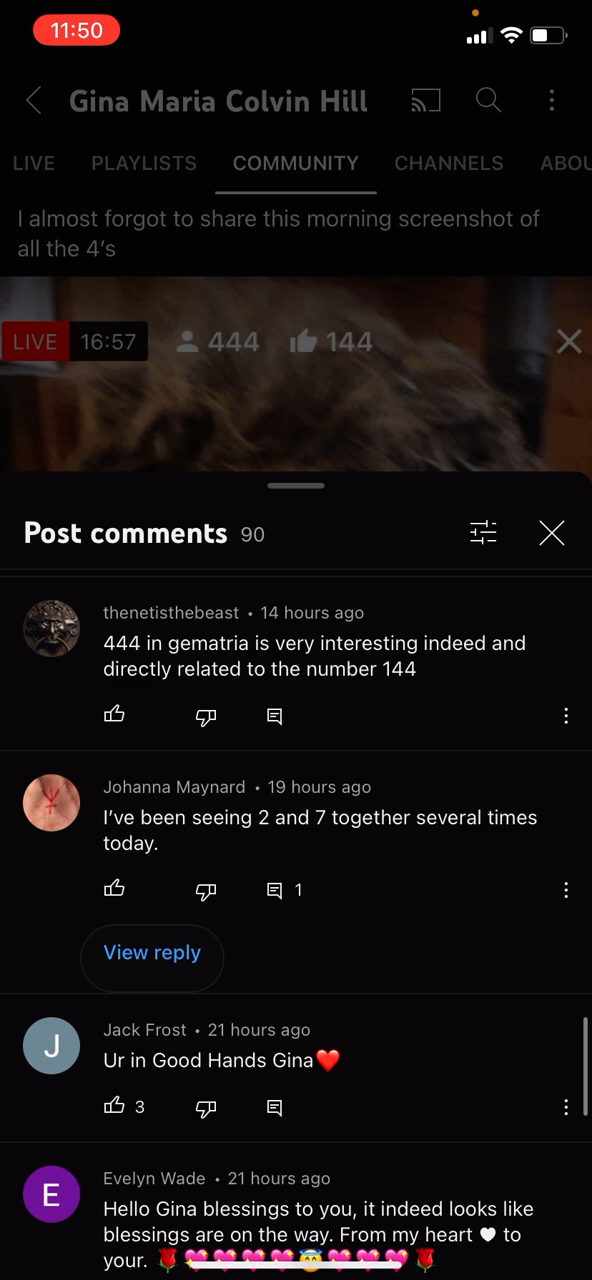 11:50
Gina Maria Colvin Hill
LIVE PLAYLISTS COMMUNITY CHANNELS ABOU
I almost forgot to share this morning screenshot of
all the 4's
LIVE 16:57 444 144
Post comments 90
thenetisthebeast • 14 hours ago
444 in gematria is very interesting indeed and
directly related to the number 144
Johanna Maynard • 19 hours ago
I've been seeing 2 and 7 together several times
today.
1
View reply
J
Jack Frost • 21 hours ago
Ur in Good Hands Gina❤️
3
E
Evelyn Wade • 21 hours ago
Hello Gina blessings to you, it indeed looks like
blessings are on the way. From my heart 🤍 to
your. 🌹💖💖💖💖😇💖💖💖🌹